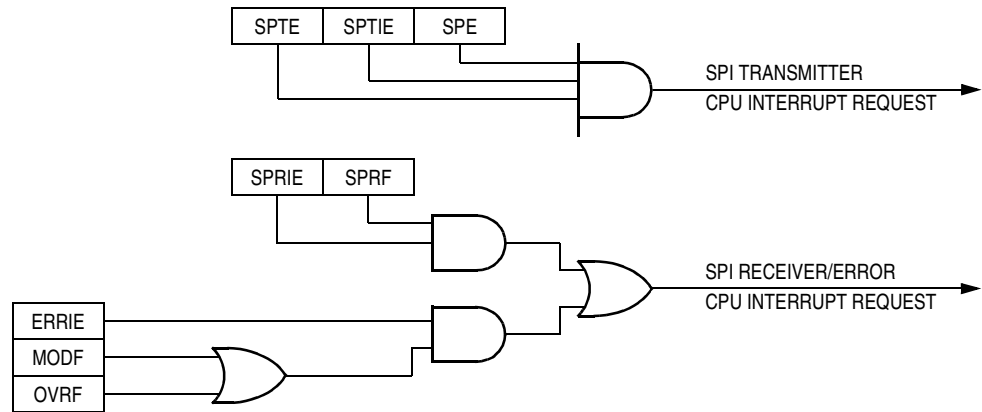 SPTE SPTIE SPE
SPI TRANSMITTER
CPU INTERRUPT REQUEST
SPRIE SPRF
SPI RECEIVER/ERROR
CPU INTERRUPT REQUEST
ERRIE
MODF
OVRF